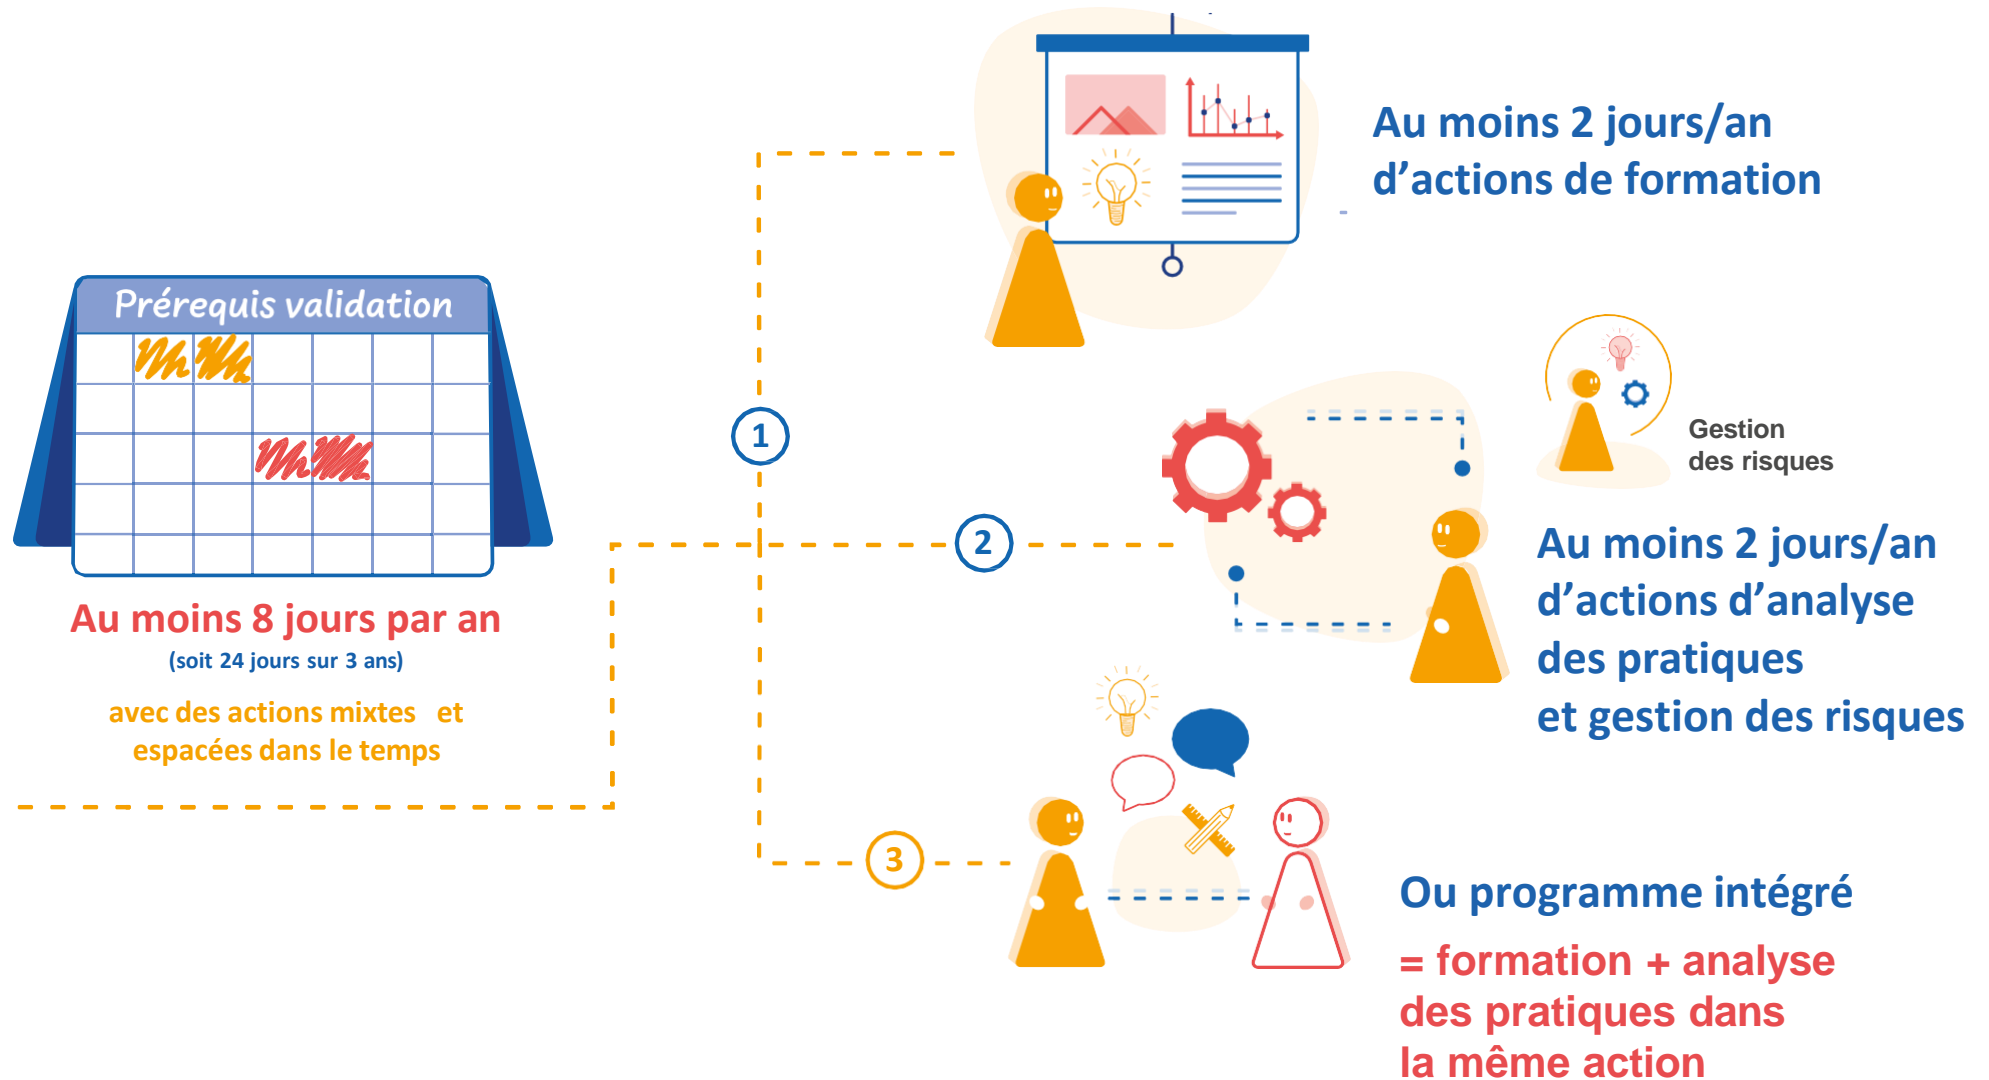 Prérequis validation
Au moins 8 jours par an
(soit 24 jours sur 3 ans)
avec des actions mixtes et
espacées dans le temps
1
Au moins 2 jours/an
d’actions de formation
2
Gestion
des risques
Au moins 2 jours/an
d’actions d’analyse
des pratiques
et gestion des risques
3
Ou programme intégré
= formation + analyse
des pratiques dans
la même action